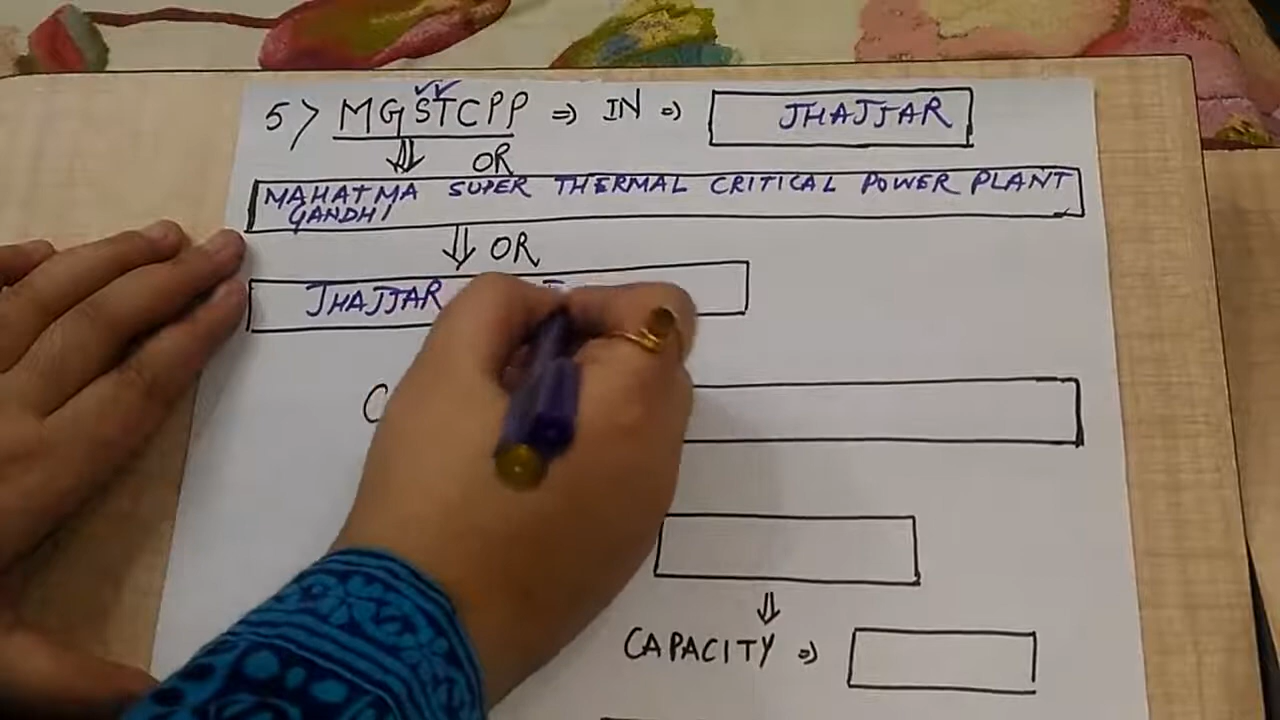 5> MGSTCPP ⇒ IN ⇒ JHAJJAR
OR
MAHATMA SUPER THERMAL CRITICAL POWER PLANT
GANDHI
OR
JHAJJAR
CAPACITY ⇒